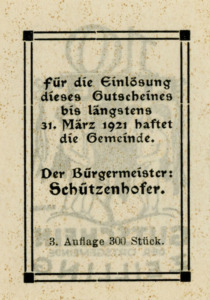 für die Einlösung
dieses Gutscheines
bis längstens
31. März 1921 haftet
die Gemeinde.
Der Bürgermeister:
Schützenhofer.
3. Auflage 300 Stück.